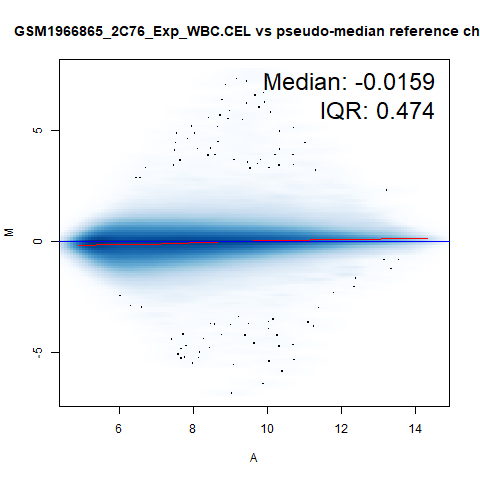 GSM1966865_2C76_Exp_WBC.CEL vs pseudo-median reference ch
Median: -0.0159
IQR: 0.474
5
M
0
-5
6
8
10
12
14
A